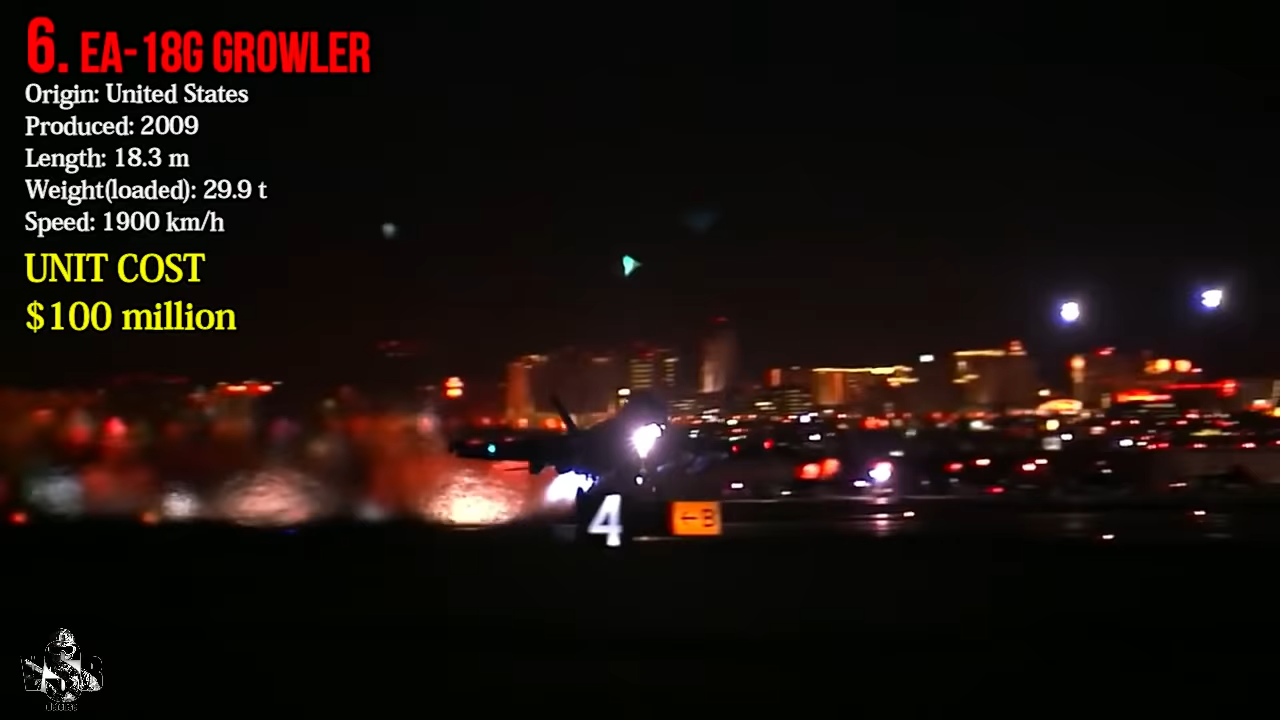 6. EA-18G GROWLER
Origin: United States
Produced: 2009
Length: 18.3 m
Weight(loaded): 29.9 t
Speed: 1900 km/h
UNIT COST
$100 million
4
←B